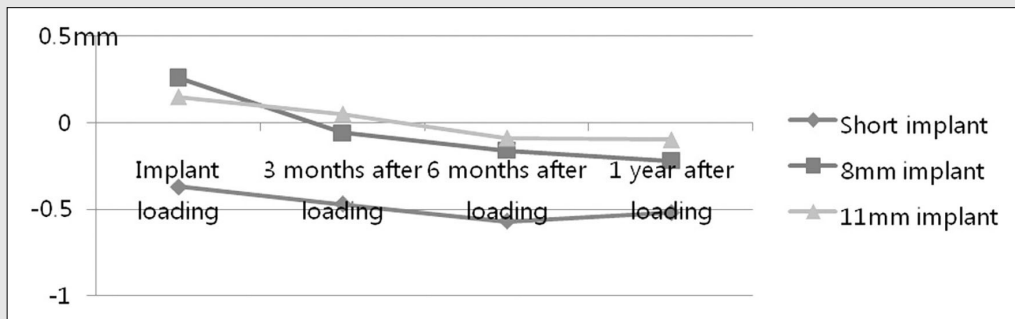 0.5mm
0
-0.5
-1
Implant loading
3 months after loading
6 months after loading
1 year after loading
Short implant
8mm implant
11mm implant